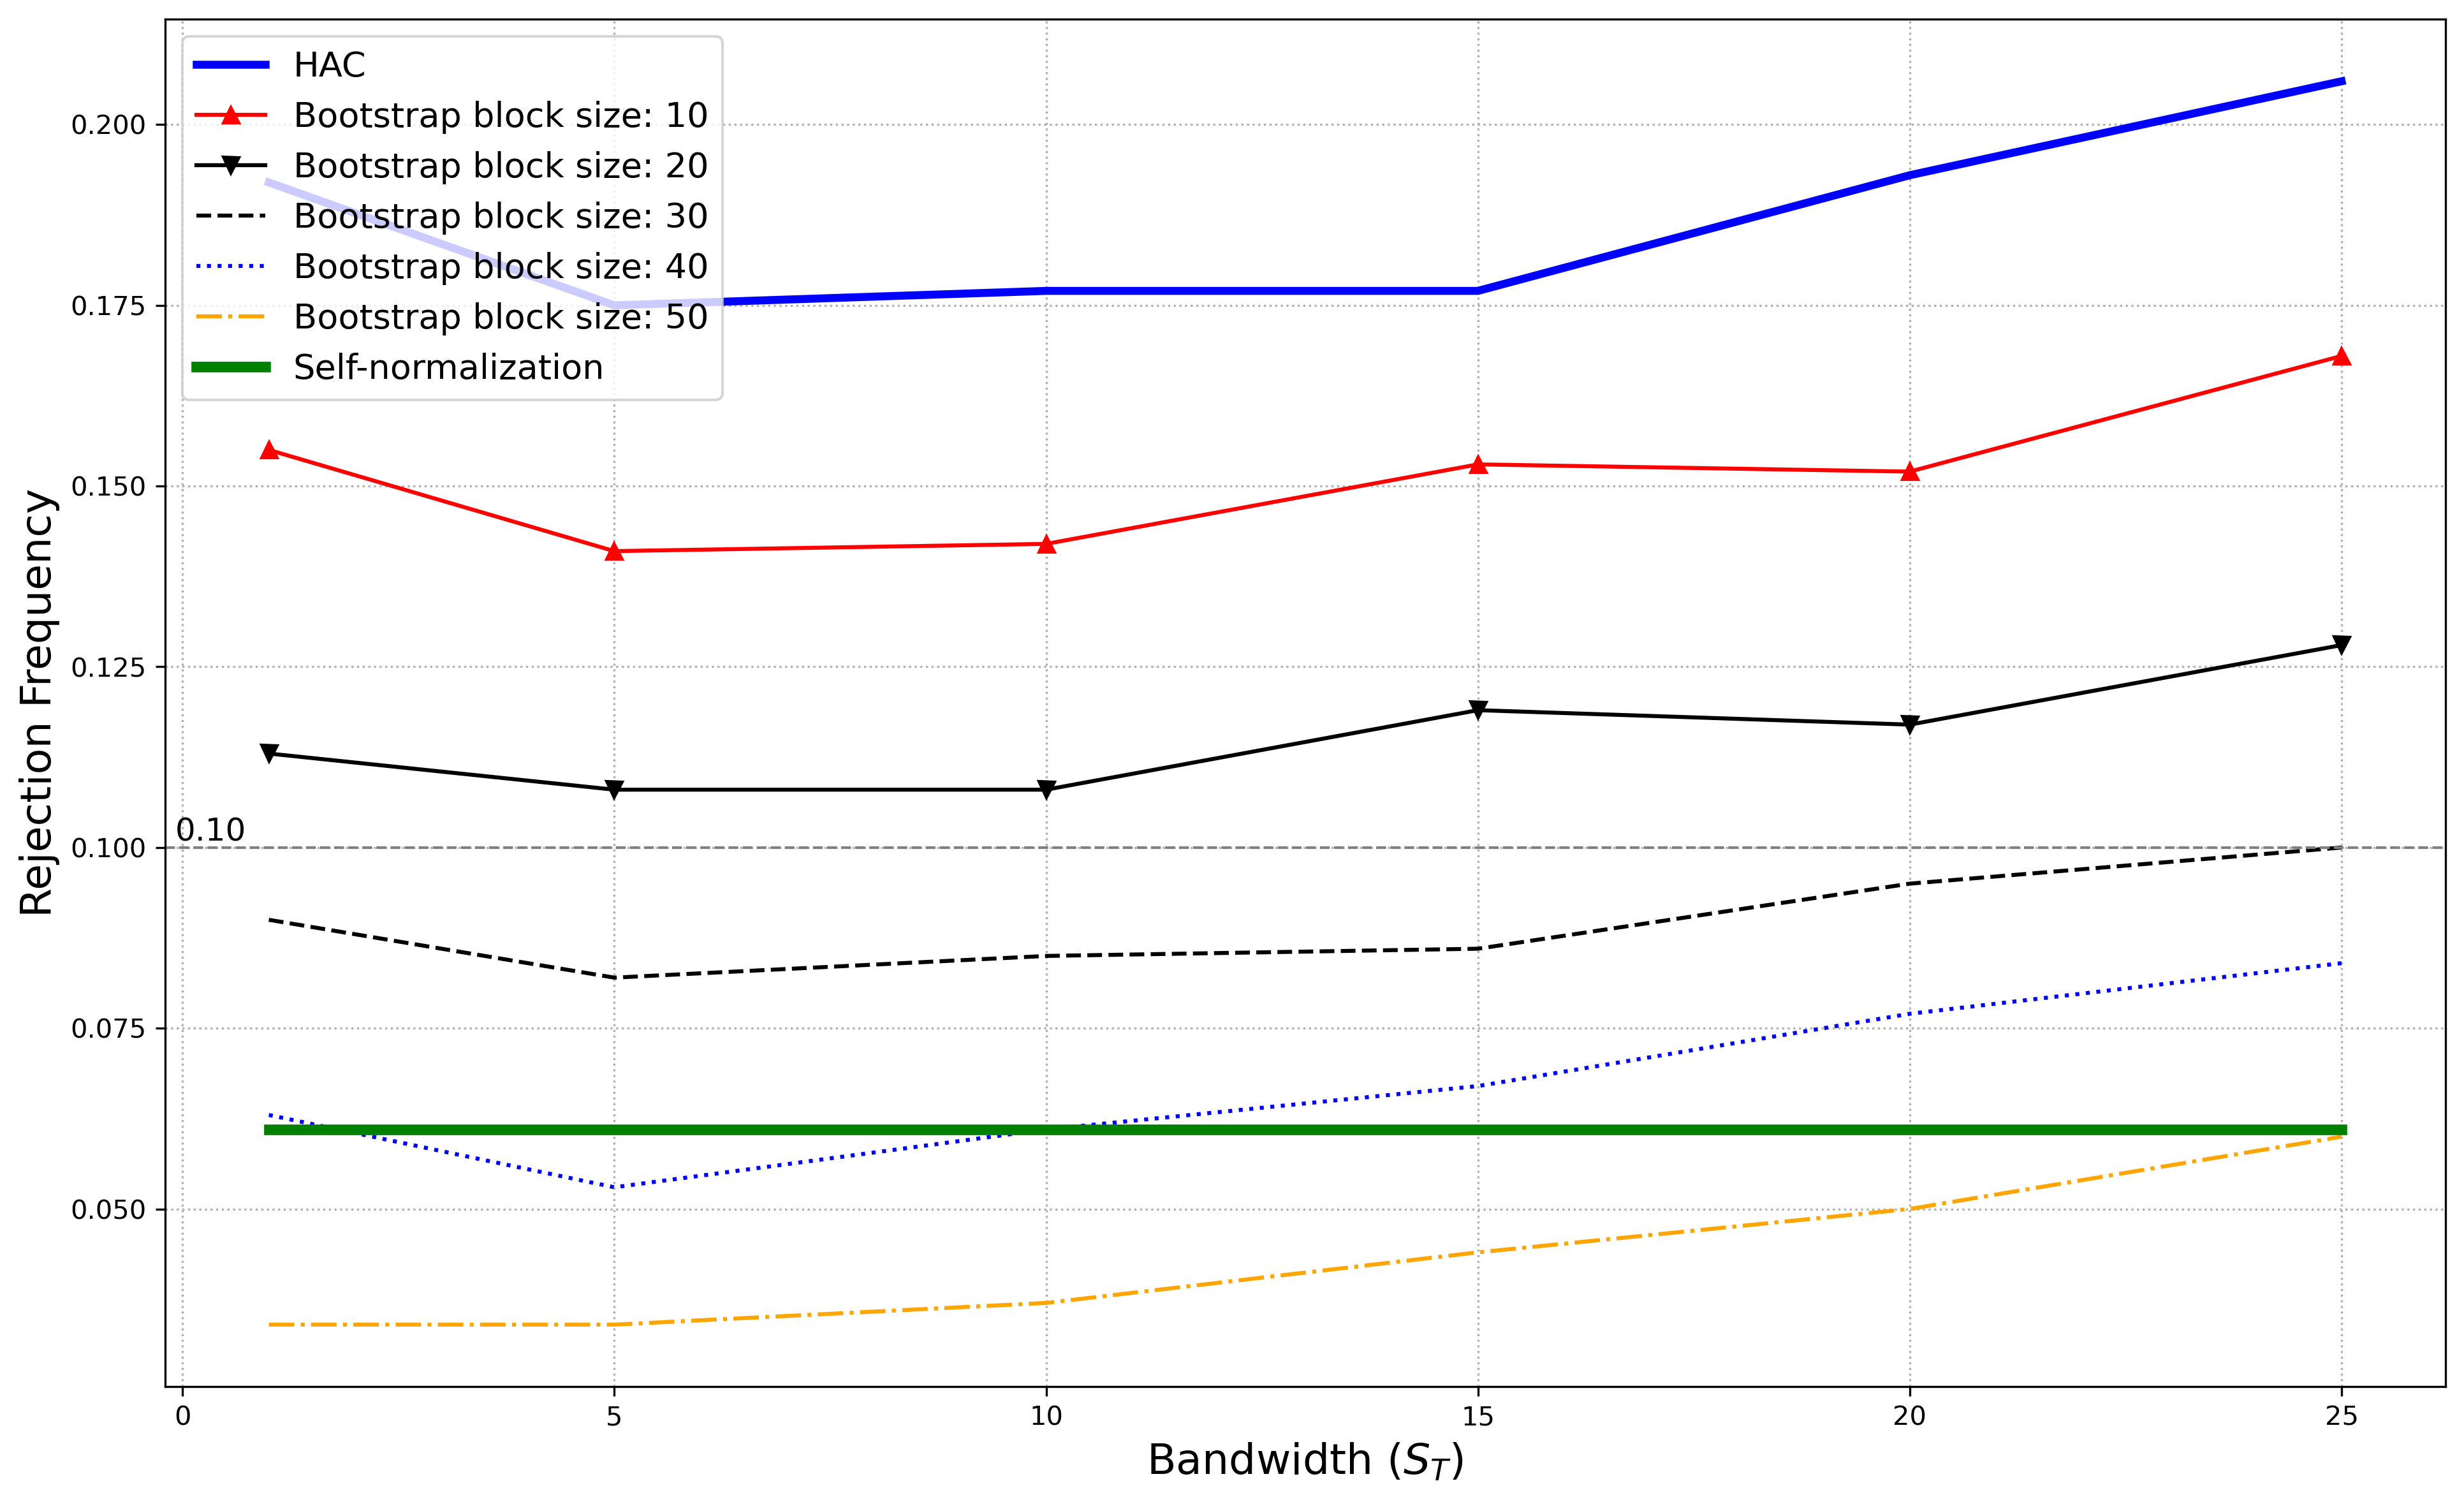 HAC
Bootstrap block size: 10
Bootstrap block size: 20
Bootstrap block size: 30
Bootstrap block size: 40
Bootstrap block size: 50
Self-normalization
Rejection Frequency
0.200
0.175
0.150
0.125
0.100
0.075
0.050
0.10
0 5 10 15 20 25
Bandwidth (S_T)